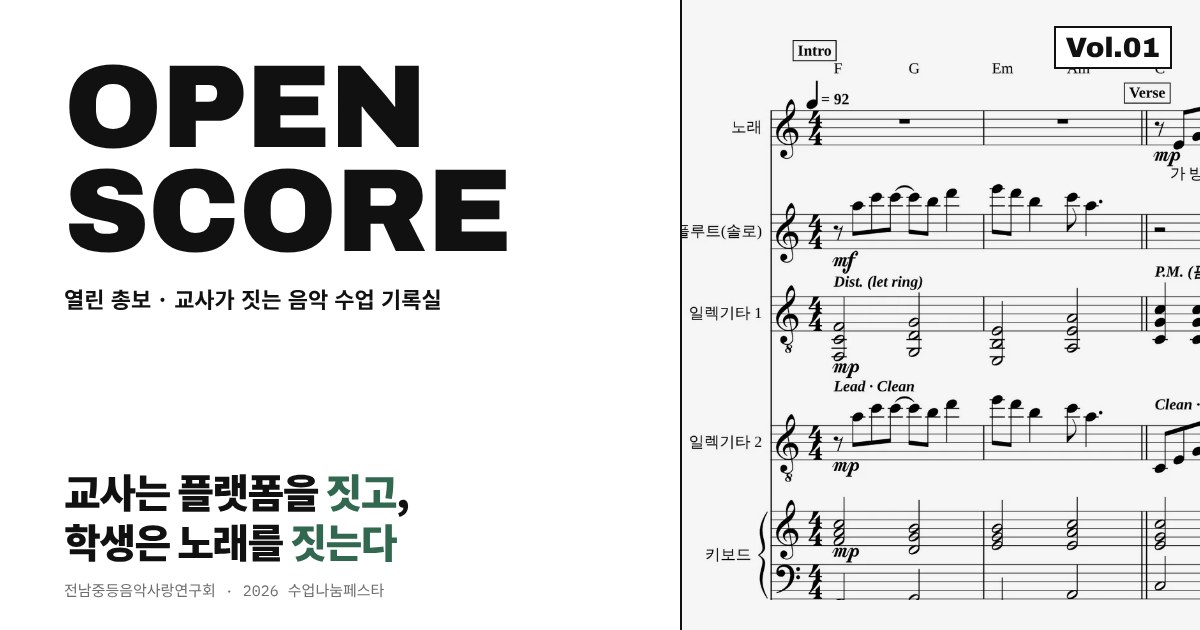 OPEN
SCORE
열린 총보 · 교사가 짓는 음악 수업 기록실
교사는 플랫폼을 짓고,
학생은 노래를 짓는다
전남중등음악사랑연구회 · 2026 수업나눔페스타
Vol.01
Intro
F G Em Am C
= 92
Verse
노래
mp
가 방
플루트(솔로)
mf
Dist. (let ring)
P.M. (
일렉기타 1
mp
Lead · Clean
Clean ·
일렉기타 2
mp
키보드
mp